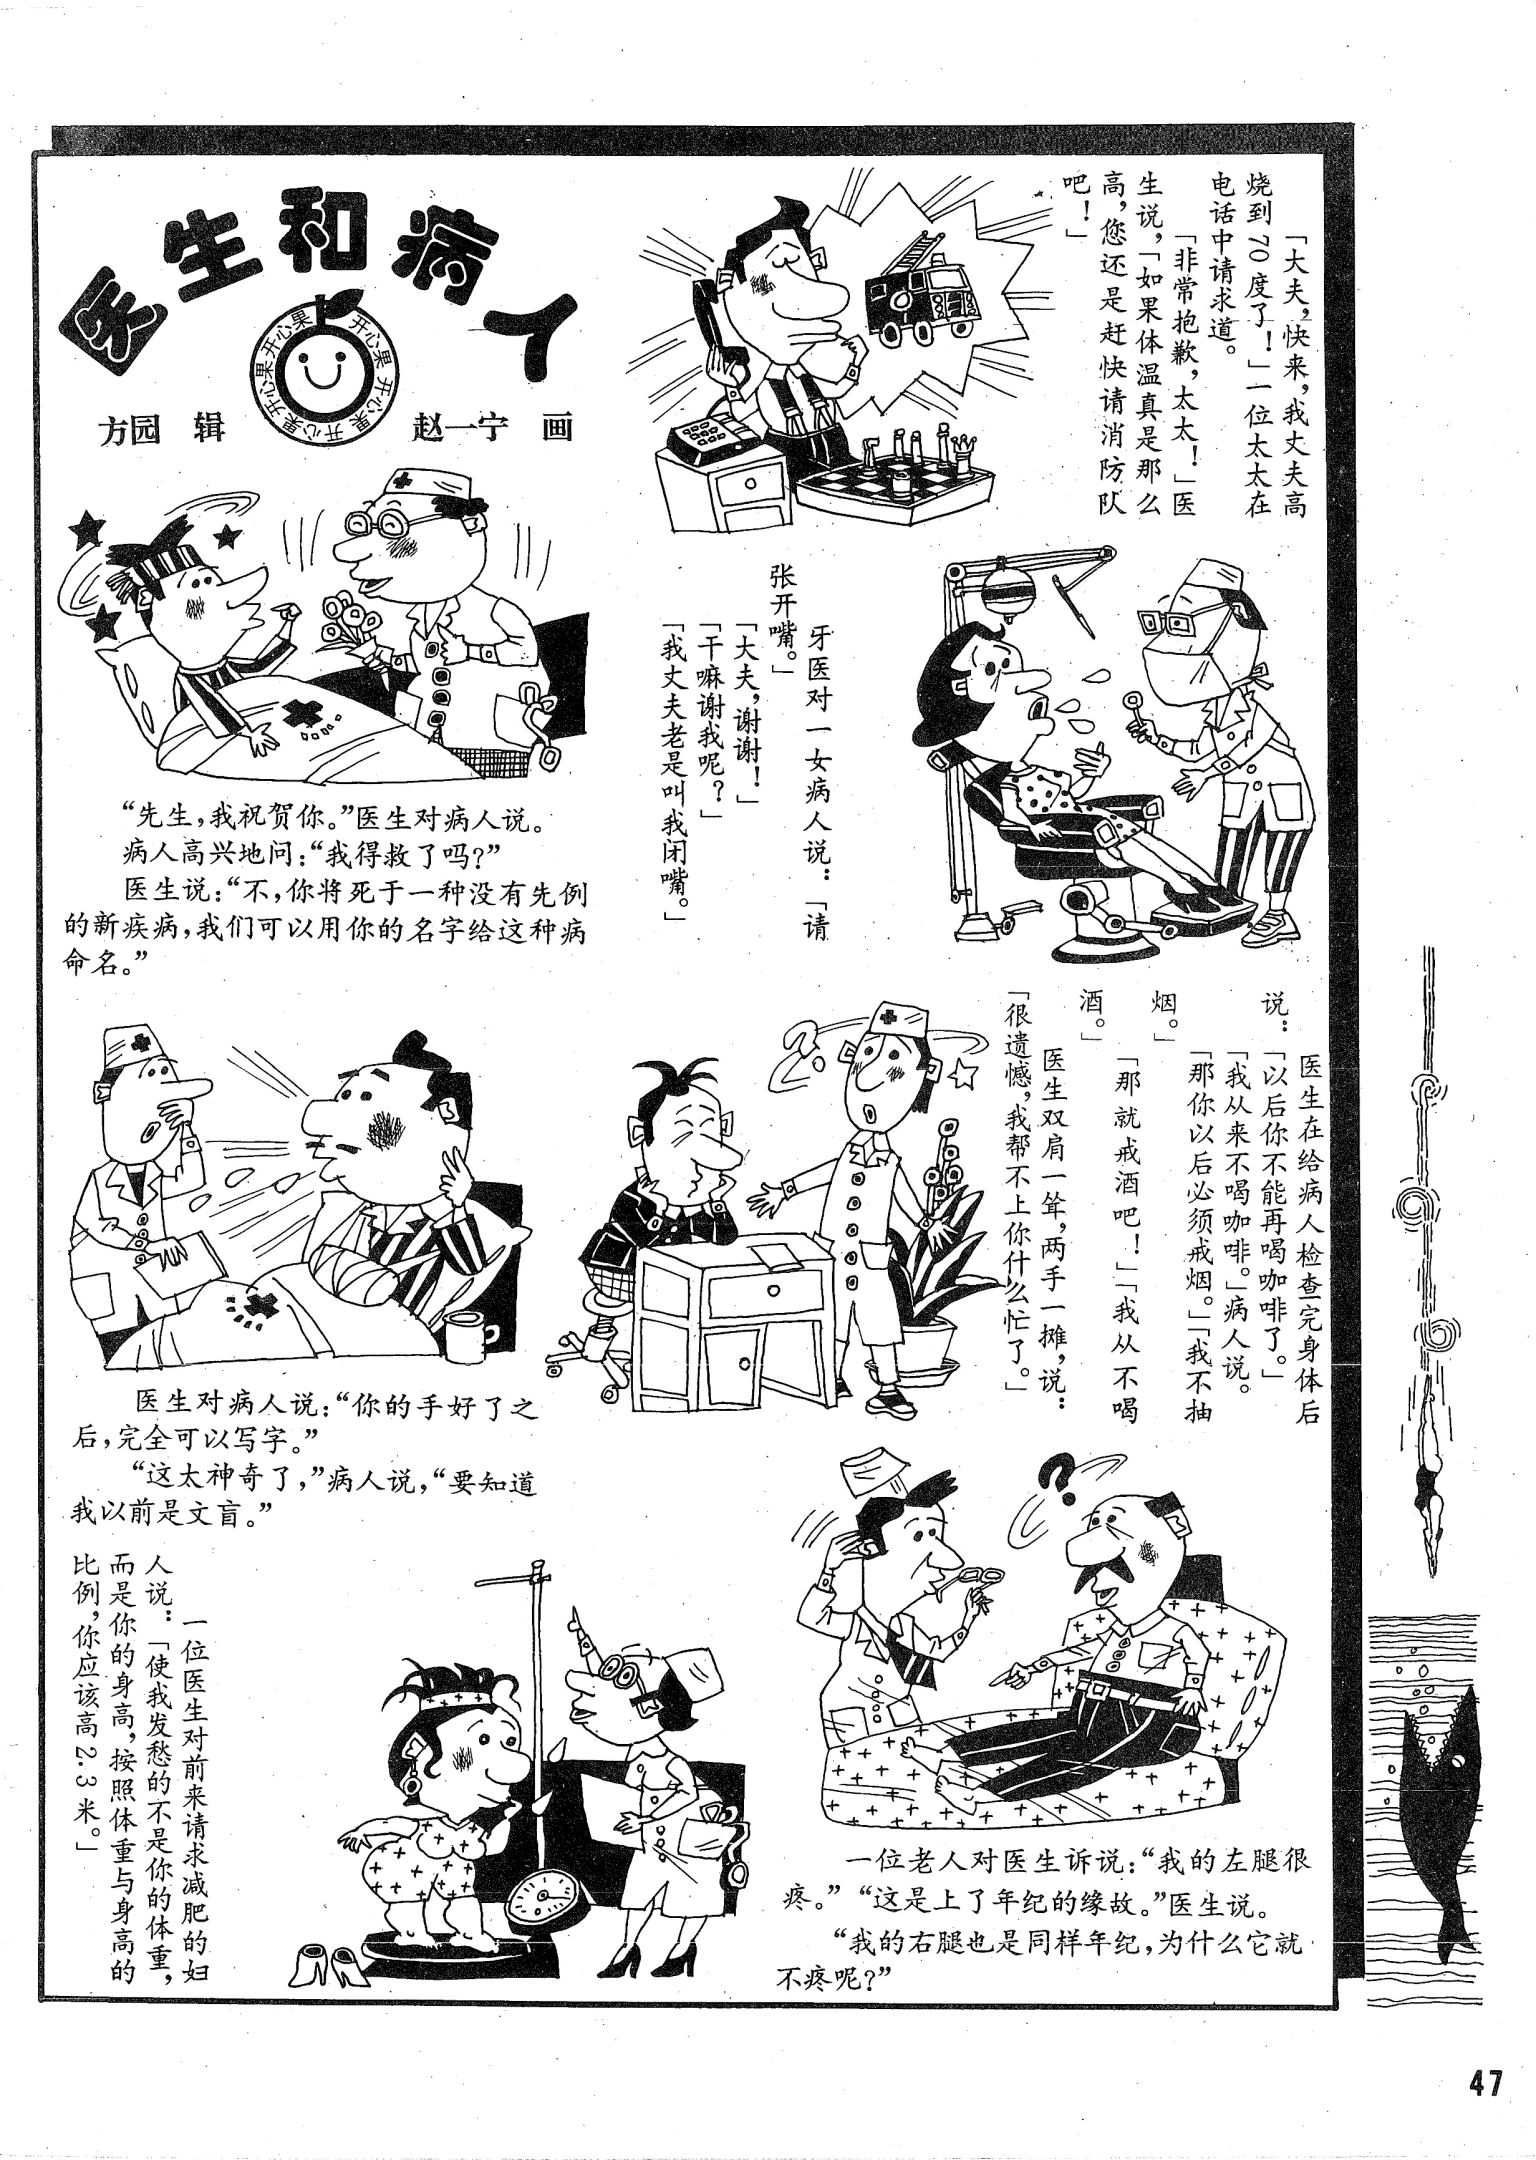 医生和病人
开心果 开心果 开心果 开心果 开心果 开心果
方园 辑 赵一宁 画
「大夫，快来，我丈夫高
烧到70度了！」一位太太在
电话中请求道。
「非常抱歉，太太！」医
生说，「如果体温真是那么
高，您还是赶快请消防队
吧！」
“先生，我祝贺你。”医生对病人说。
病人高兴地问：“我得救了吗？”
医生说：“不，你将死于一种没有先例
的新疾病，我们可以用你的名字给这种病
命名。”
牙医对一女病人说：「请
张开嘴。」
「大夫，谢谢！」
「干嘛谢我呢？」
「我丈夫老是叫我闭嘴。」
医生在给病人检查完身体后
说：「以后你不能再喝咖啡了。」
「我从来不喝咖啡。」病人说。
「那你以后必须戒烟。」「我不抽
烟。」
「那就戒酒吧！」「我从不喝
酒。」
医生双肩一耸，两手一摊，说：
「很遗憾，我帮不上你什么忙了。」
医生对病人说：“你的手好了之
后，完全可以写字。”
“这太神奇了，”病人说，“要知道
我以前是文盲。”
一位医生对前来请求减肥的妇
人说：「使我发愁的不是你的体重，
而是你的身高，按照体重与身高的
比例，你应该高2.3米。」
一位老人对医生诉说：“我的左腿很
疼。”“这是上了年纪的缘故。”医生说。
“我的右腿也是同样年纪，为什么它就
不疼呢？”
47